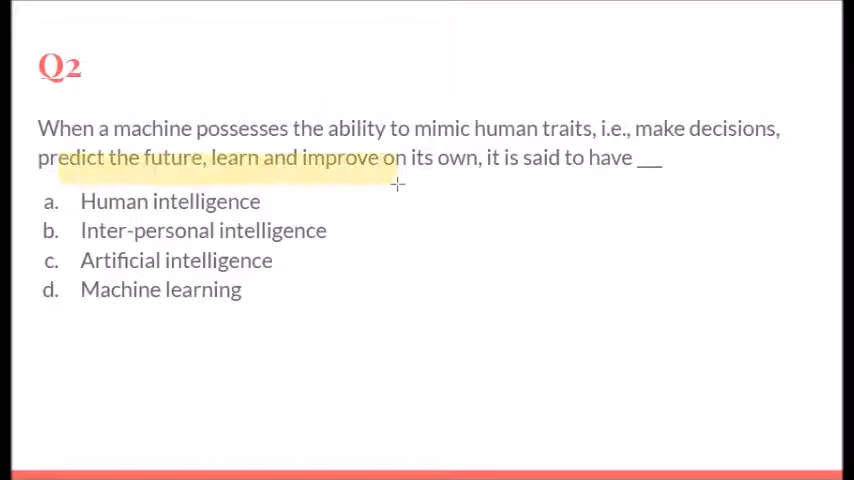 Q2
When a machine possesses the ability to mimic human traits, i.e., make decisions,
predict the future, learn and improve on its own, it is said to have ___
a. Human intelligence
b. Inter-personal intelligence
c. Artificial intelligence
d. Machine learning